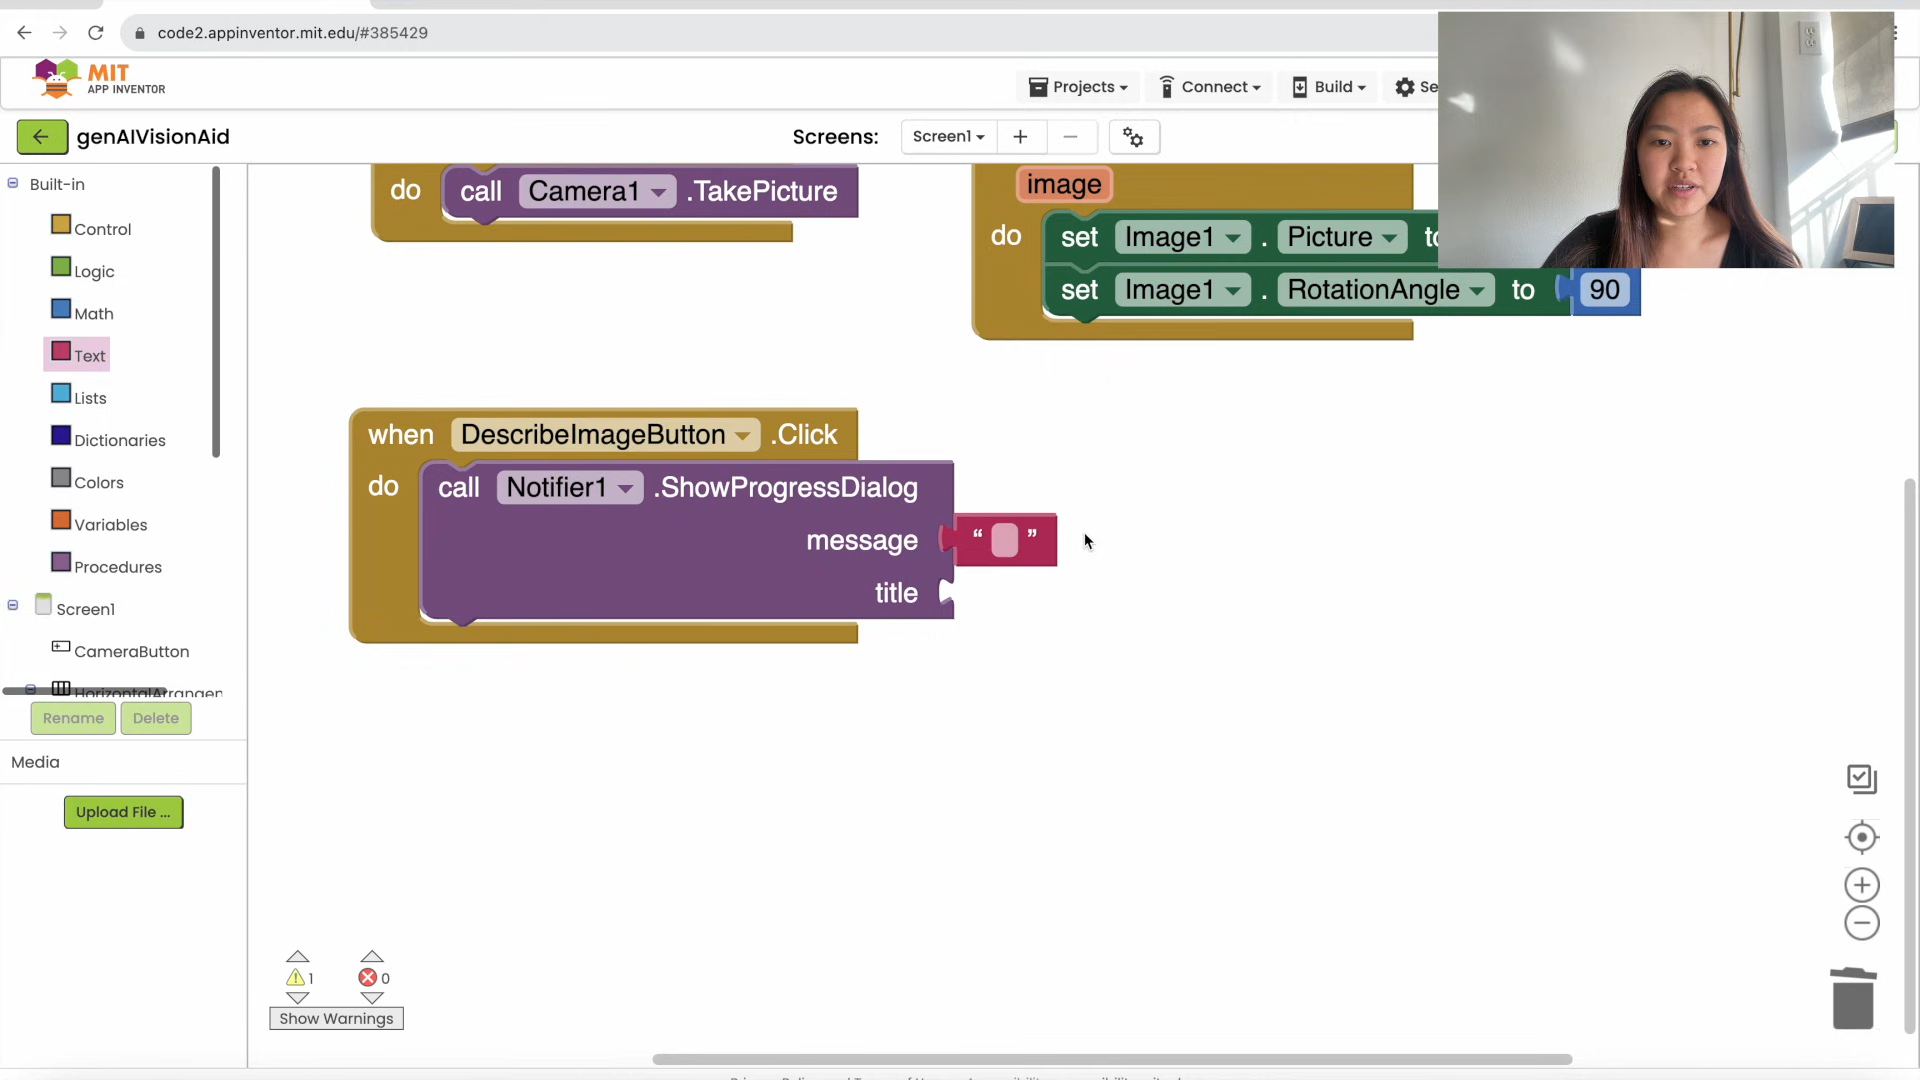 code2.appinventor.mit.edu/#385429
MIT
APP INVENTOR
Projects
Connect
Build
Se
genAIVisionAid
Screens:
Screen1
Built-in
Control
Logic
Math
Text
Lists
Dictionaries
Colors
Variables
Procedures
Screen1
CameraButton
HorizontalArrangen
Rename
Delete
Media
Upload File ...
do
call Camera1 .TakePicture
image
do
set Image1 . Picture to
set Image1 . RotationAngle to 90
when DescribeImageButton .Click
do
call Notifier1 .ShowProgressDialog
message “ ”
title
1
0
Show Warnings